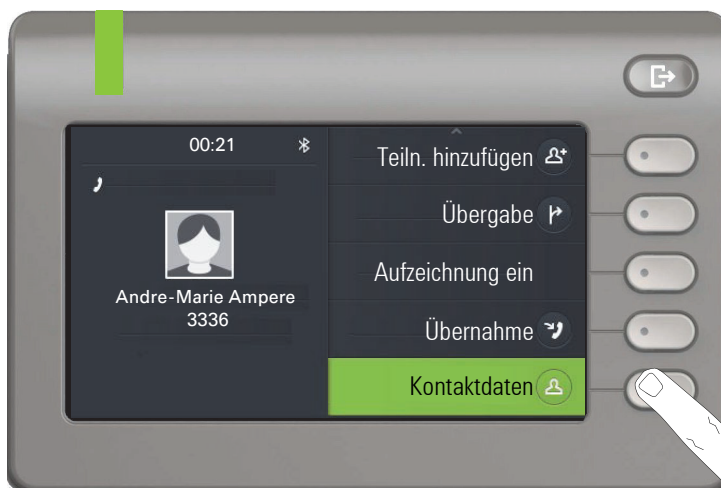 00:21
Andre-Marie Ampere
3336
Teiln. hinzufügen
Übergabe
Aufzeichnung ein
Übernahme
Kontaktdaten